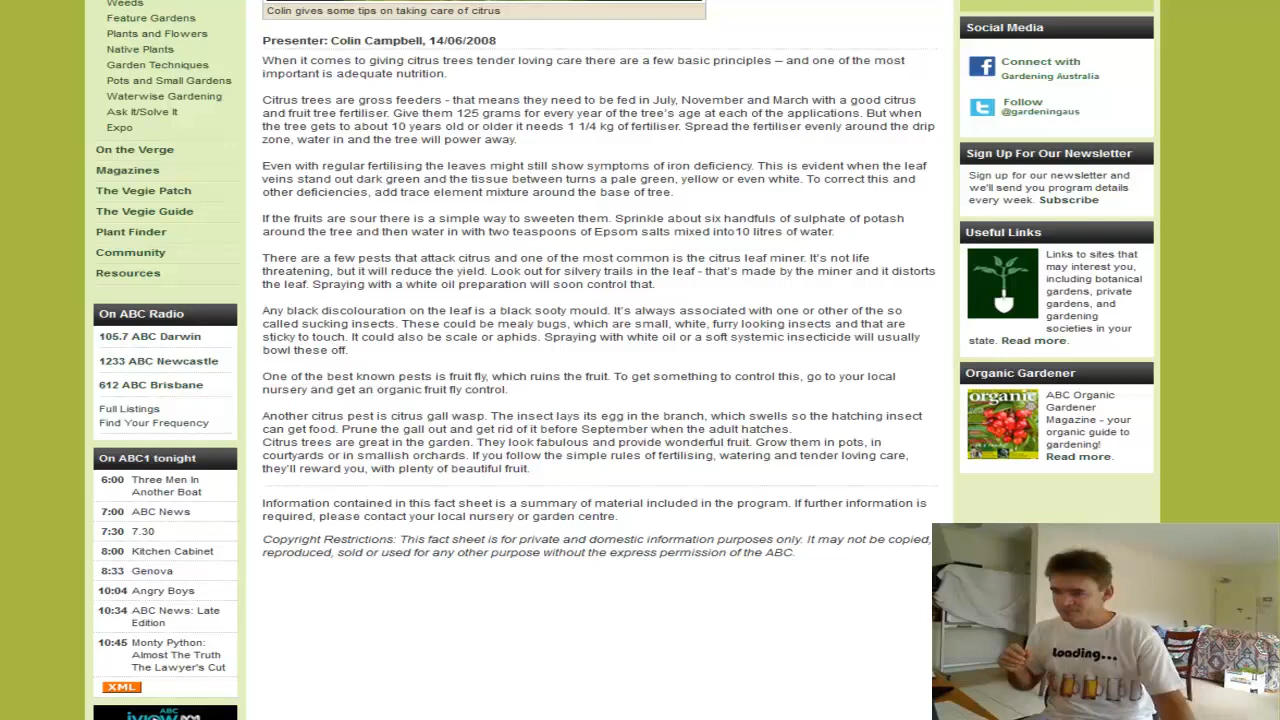 Weeds
Feature Gardens
Plants and Flowers
Native Plants
Garden Techniques
Pots and Small Gardens
Waterwise Gardening
Ask It/Solve It
Expo
On the Verge
Magazines
The Vegie Patch
The Vegie Guide
Plant Finder
Community
Resources
On ABC Radio
105.7 ABC Darwin
1233 ABC Newcastle
612 ABC Brisbane
Full Listings
Find Your Frequency
On ABC1 tonight
6:00 Three Men In
Another Boat
7:00 ABC News
7:30 7.30
8:00 Kitchen Cabinet
8:33 Genova
10:04 Angry Boys
10:34 ABC News: Late
Edition
10:45 Monty Python:
Almost The Truth
The Lawyer's Cut
XML
ABC
iview
Colin gives some tips on taking care of citrus
Presenter: Colin Campbell, 14/06/2008
When it comes to giving citrus trees tender loving care there are a few basic principles – and one of the most
important is adequate nutrition.
Citrus trees are gross feeders - that means they need to be fed in July, November and March with a good citrus
and fruit tree fertiliser. Give them 125 grams for every year of the tree's age at each of the applications. But when
the tree gets to about 10 years old or older it needs 1 1/4 kg of fertiliser. Spread the fertiliser evenly around the drip
zone, water in and the tree will power away.
Even with regular fertilising the leaves might still show symptoms of iron deficiency. This is evident when the leaf
veins stand out dark green and the tissue between turns a pale green, yellow or even white. To correct this and
other deficiencies, add trace element mixture around the base of tree.
If the fruits are sour there is a simple way to sweeten them. Sprinkle about six handfuls of sulphate of potash
around the tree and then water in with two teaspoons of Epsom salts mixed into10 litres of water.
There are a few pests that attack citrus and one of the most common is the citrus leaf miner. It's not life
threatening, but it will reduce the yield. Look out for silvery trails in the leaf - that's made by the miner and it distorts
the leaf. Spraying with a white oil preparation will soon control that.
Any black discolouration on the leaf is a black sooty mould. It's always associated with one or other of the so
called sucking insects. These could be mealy bugs, which are small, white, furry looking insects and that are
sticky to touch. It could also be scale or aphids. Spraying with white oil or a soft systemic insecticide will usually
bowl these off.
One of the best known pests is fruit fly, which ruins the fruit. To get something to control this, go to your local
nursery and get an organic fruit fly control.
Another citrus pest is citrus gall wasp. The insect lays its egg in the branch, which swells so the hatching insect
can get food. Prune the gall out and get rid of it before September when the adult hatches.
Citrus trees are great in the garden. They look fabulous and provide wonderful fruit. Grow them in pots, in
courtyards or in smallish orchards. If you follow the simple rules of fertilising, watering and tender loving care,
they'll reward you, with plenty of beautiful fruit.
Information contained in this fact sheet is a summary of material included in the program. If further information is
required, please contact your local nursery or garden centre.
Copyright Restrictions: This fact sheet is for private and domestic information purposes only. It may not be copied,
reproduced, sold or used for any other purpose without the express permission of the ABC.
Social Media
Connect with
Gardening Australia
Follow
@gardeningaus
Sign Up For Our Newsletter
Sign up for our newsletter and
we'll send you program details
every week. Subscribe
Useful Links
Links to sites that
may interest you,
including botanical
gardens, private
gardens, and
gardening
societies in your
state. Read more.
Organic Gardener
organic
ABC Organic
Gardener
Magazine - your
organic guide to
gardening!
Read more.
Loading...